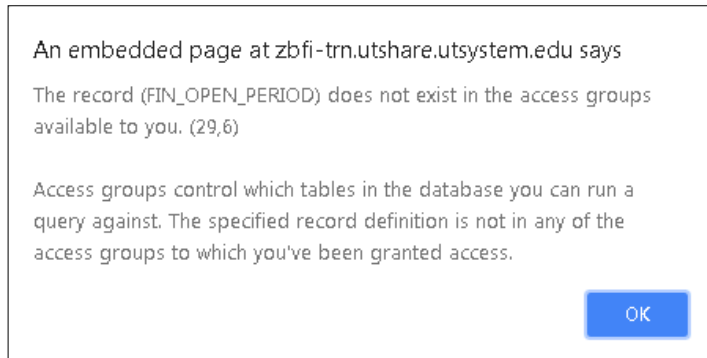 An embedded page at zbfi-trn.utshare.utsystem.edu says
The record (FIN_OPEN_PERIOD) does not exist in the access groups
available to you. (29,6)
Access groups control which tables in the database you can run a
query against. The specified record definition is not in any of the
access groups to which you've been granted access.
OK